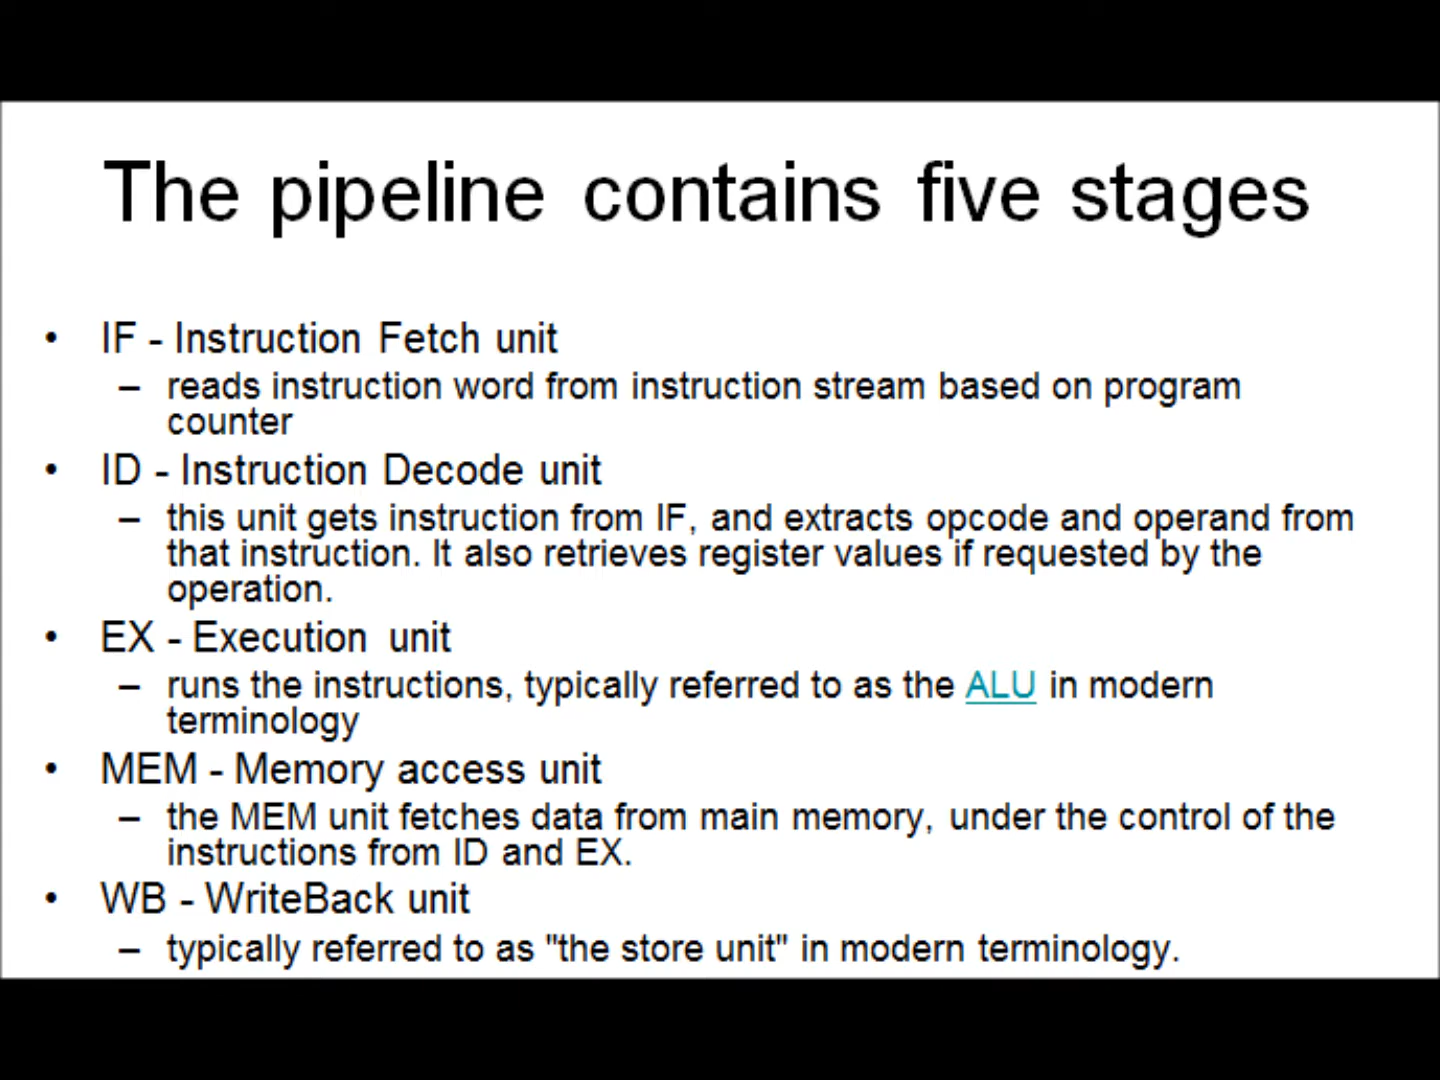 The pipeline contains five stages
• IF - Instruction Fetch unit
– reads instruction word from instruction stream based on program
counter
• ID - Instruction Decode unit
– this unit gets instruction from IF, and extracts opcode and operand from
that instruction. It also retrieves register values if requested by the
operation.
• EX - Execution unit
– runs the instructions, typically referred to as the ALU in modern
terminology
• MEM - Memory access unit
– the MEM unit fetches data from main memory, under the control of the
instructions from ID and EX.
• WB - WriteBack unit
– typically referred to as "the store unit" in modern terminology.